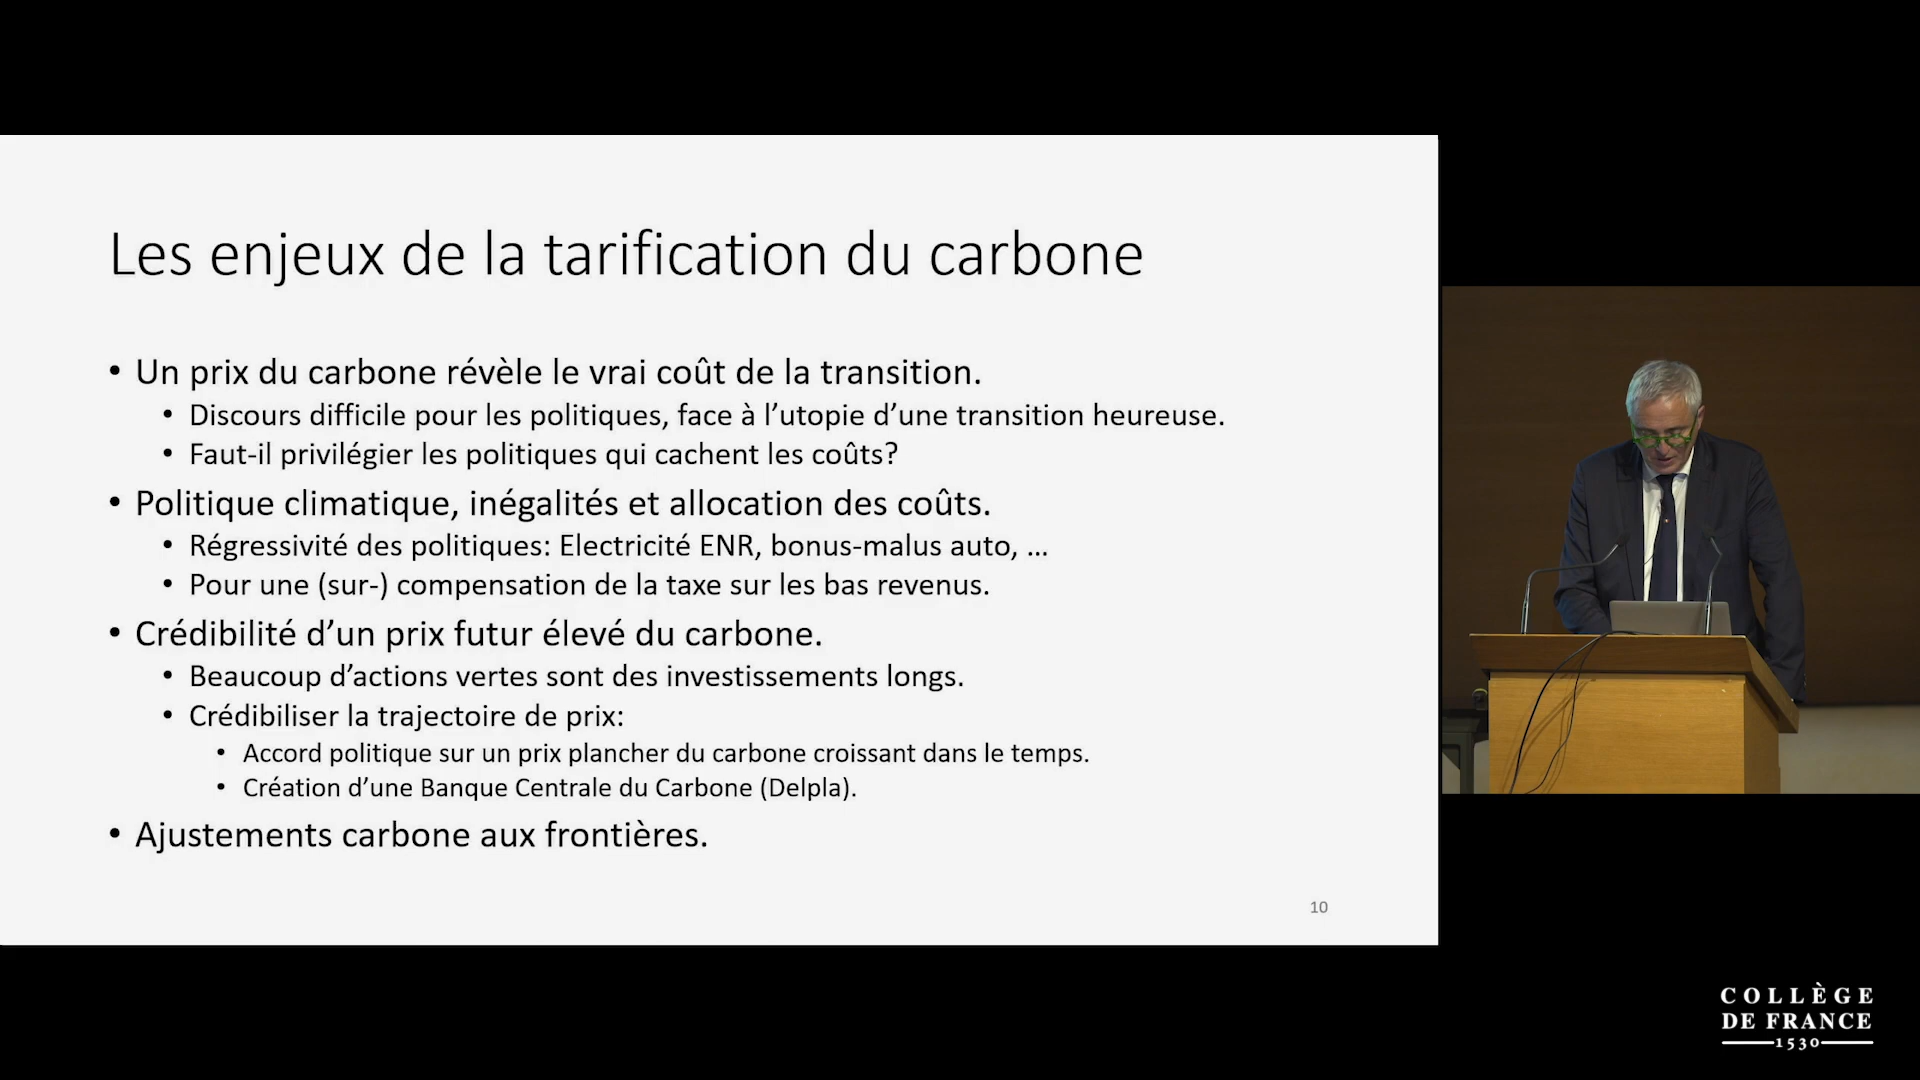 Les enjeux de la tarification du carbone
• Un prix du carbone révèle le vrai coût de la transition.
• Discours difficile pour les politiques, face à l’utopie d’une transition heureuse.
• Faut-il privilégier les politiques qui cachent les coûts?
• Politique climatique, inégalités et allocation des coûts.
• Régressivité des politiques: Electricité ENR, bonus-malus auto, ...
• Pour une (sur-) compensation de la taxe sur les bas revenus.
• Crédibilité d’un prix futur élevé du carbone.
• Beaucoup d’actions vertes sont des investissements longs.
• Crédibiliser la trajectoire de prix:
• Accord politique sur un prix plancher du carbone croissant dans le temps.
• Création d’une Banque Centrale du Carbone (Delpla).
• Ajustements carbone aux frontières.
10
COLLÈGE
DE FRANCE
1530